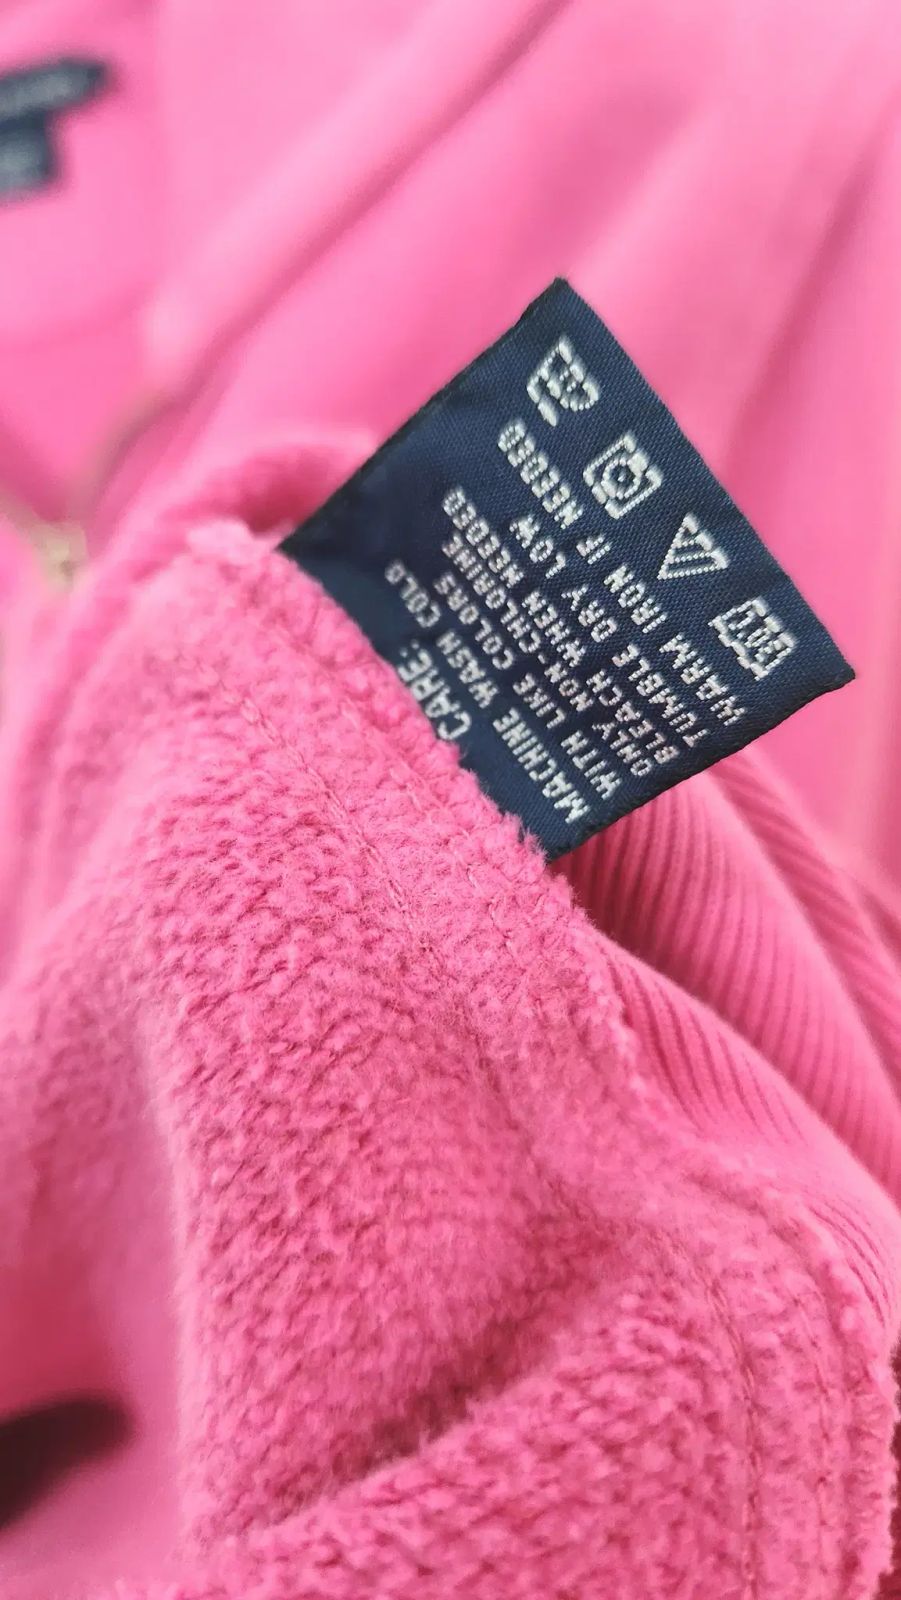 CARE:
MACHINE WASH COLD
WITH LIKE COLORS
ONLY NON-CHLORINE
BLEACH WHEN NEEDED
TUMBLE DRY LOW
WARM IRON IF NEEDED